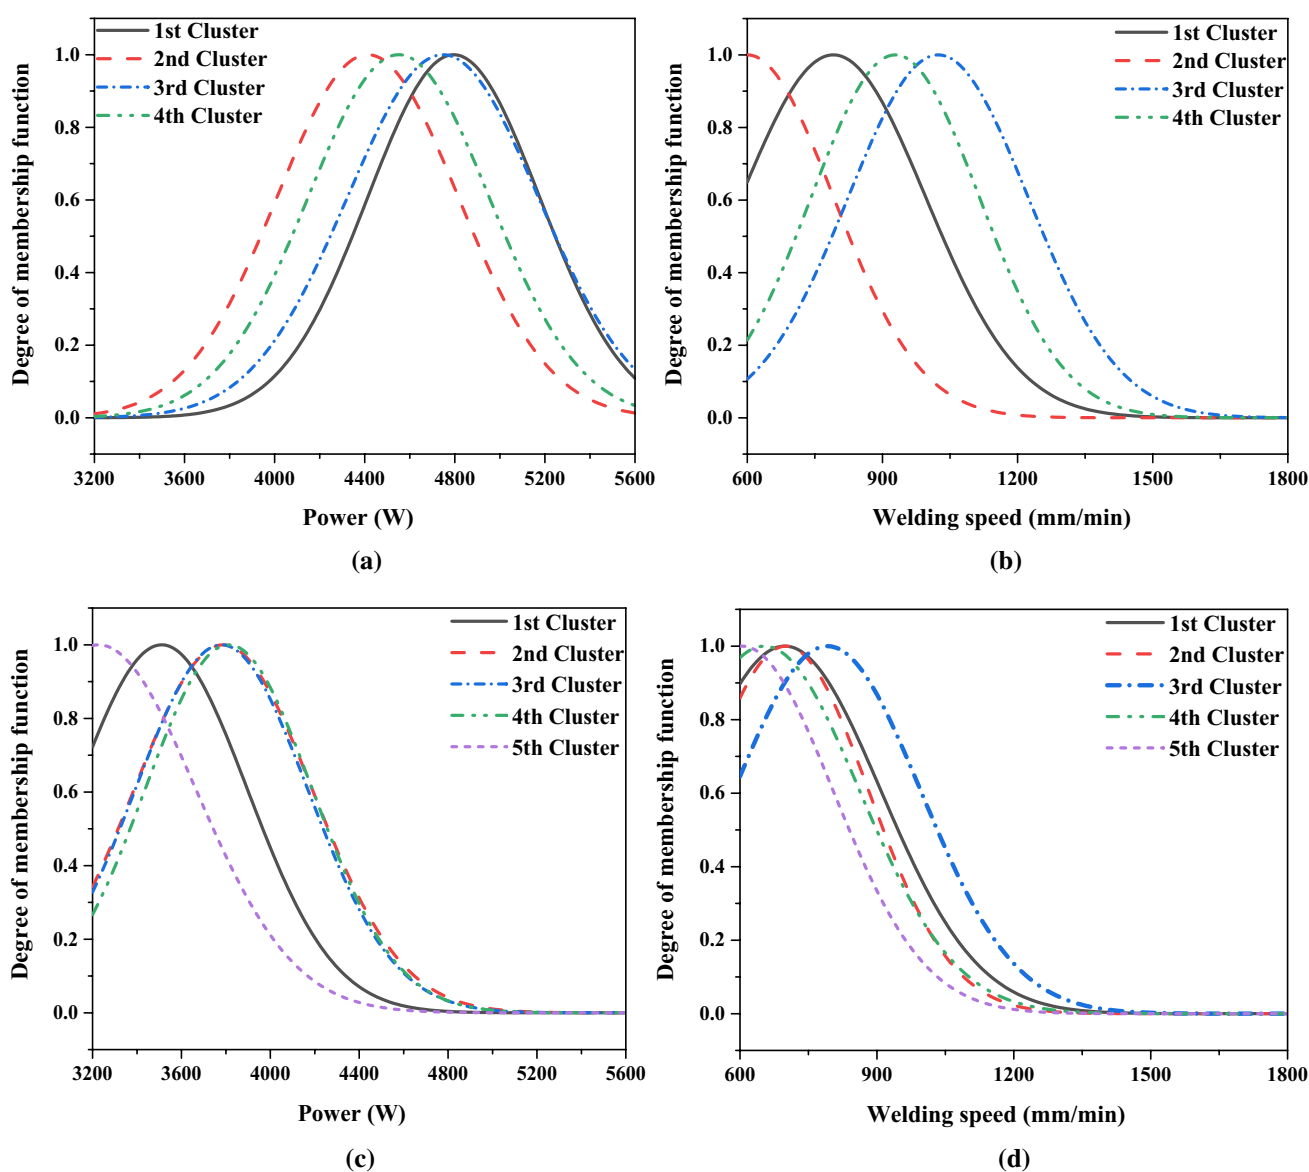 1st Cluster
2nd Cluster
3rd Cluster
4th Cluster
Degree of membership function
1.0
0.8
0.6
0.4
0.2
0.0
3200 3600 4000 4400 4800 5200 5600
Power (W)
(a)
1st Cluster
2nd Cluster
3rd Cluster
4th Cluster
Degree of membership function
1.0
0.8
0.6
0.4
0.2
0.0
600 900 1200 1500 1800
Welding speed (mm/min)
(b)
1st Cluster
2nd Cluster
3rd Cluster
4th Cluster
5th Cluster
Degree of membership function
1.0
0.8
0.6
0.4
0.2
0.0
3200 3600 4000 4400 4800 5200 5600
Power (W)
(c)
1st Cluster
2nd Cluster
3rd Cluster
4th Cluster
5th Cluster
Degree of membership function
1.0
0.8
0.6
0.4
0.2
0.0
600 900 1200 1500 1800
Welding speed (mm/min)
(d)